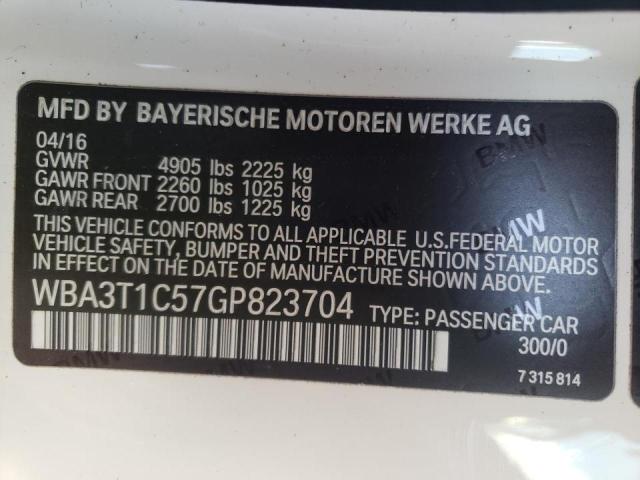 MFD BY BAYERISCHE MOTOREN WERKE AG
04/16
GVWR 4905 lbs 2225 kg
GAWR FRONT 2260 lbs 1025 kg
GAWR REAR 2700 lbs 1225 kg
THIS VEHICLE CONFORMS TO ALL APPLICABLE U.S.FEDERAL MOTOR
VEHICLE SAFETY, BUMPER AND THEFT PREVENTION STANDARDS
IN EFFECT ON THE DATE OF MANUFACTURE SHOWN ABOVE.
WBA3T1C57GP823704 TYPE: PASSENGER CAR
300/0
7 315 814